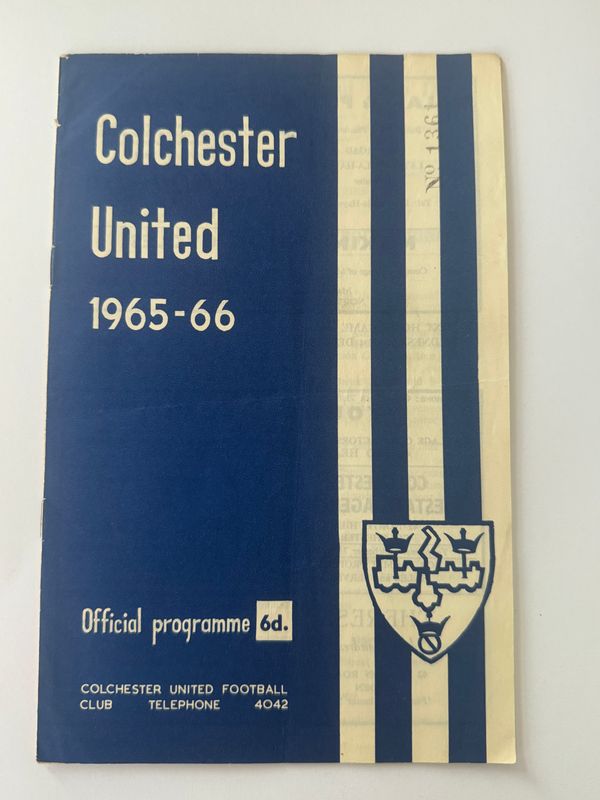 Colchester
United
1965-66
No 1361
Official programme 6d.
COLCHESTER UNITED FOOTBALL
CLUB TELEPHONE 4042